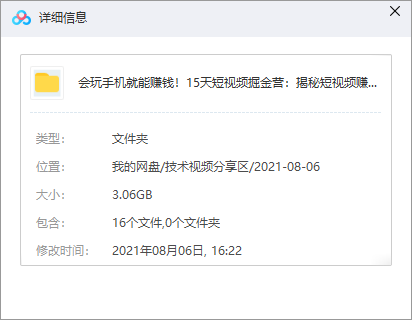 详细信息
会玩手机就能赚钱！15天短视频掘金营：揭秘短视频赚...
类型： 文件夹
位置： 我的网盘/技术视频分享区/2021-08-06
大小： 3.06GB
包含： 16个文件,0个文件夹
修改时间： 2021年08月06日, 16:22